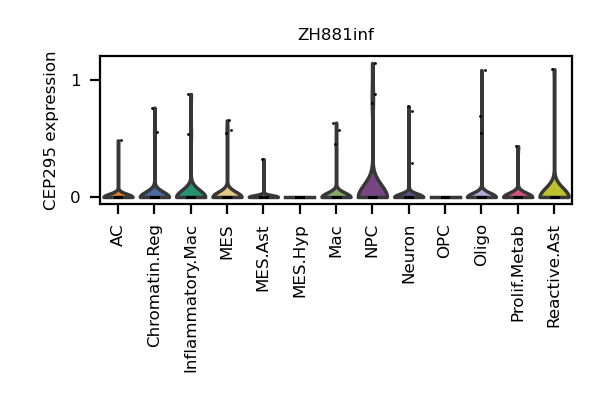 ZH881inf
CEP295 expression
1
0
AC
Chromatin.Reg
Inflammatory.Mac
MES
MES.Ast
MES.Hyp
Mac
NPC
Neuron
OPC
Oligo
Prolif.Metab
Reactive.Ast